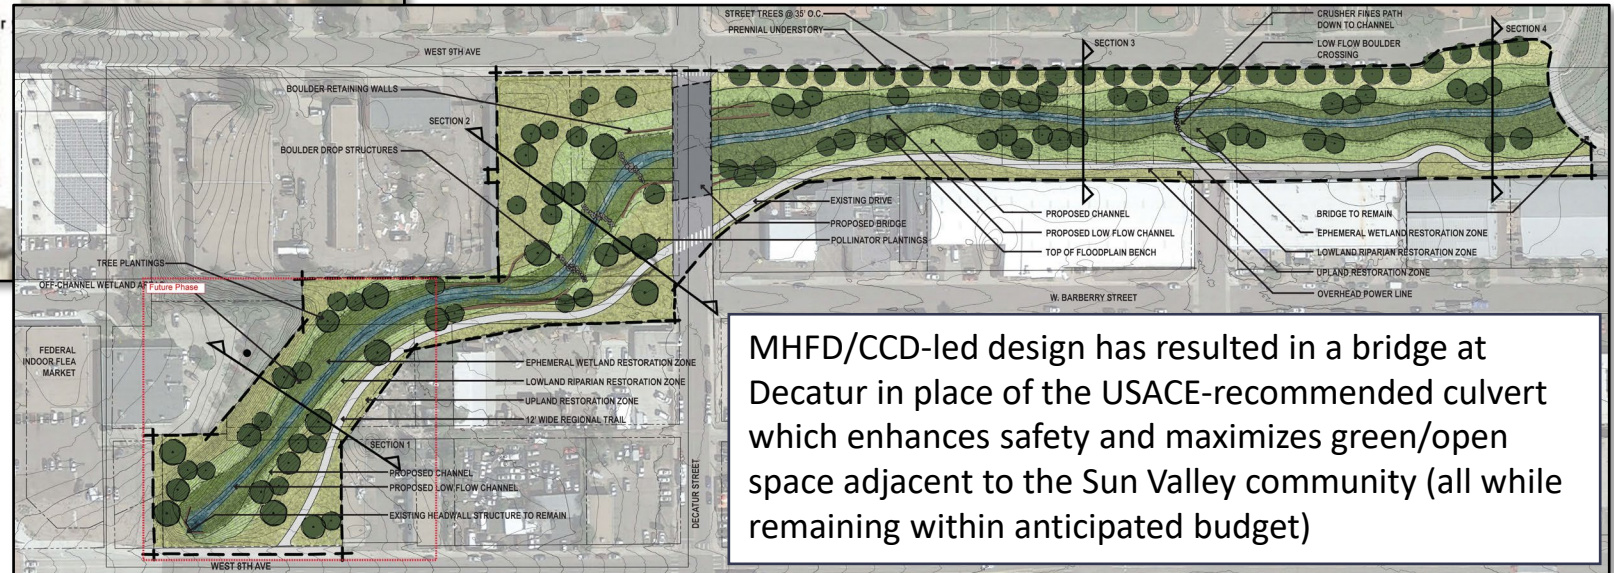 r
STREET TREES @ 35' O.C.
PRENNIAL UNDERSTORY
WEST 9TH AVE
SECTION 3
CRUSHER FINES PATH
DOWN TO CHANNEL
LOW FLOW BOULDER
CROSSING
SECTION 4
BOULDER RETAINING WALLS
SECTION 2
BOULDER DROP STRUCTURES
EXISTING DRIVE
PROPOSED BRIDGE
POLLINATOR PLANTINGS
PROPOSED CHANNEL
PROPOSED LOW FLOW CHANNEL
TOP OF FLOODPLAIN BENCH
BRIDGE TO REMAIN
EPHEMERAL WETLAND RESTORATION ZONE
LOWLAND RIPARIAN RESTORATION ZONE
UPLAND RESTORATION ZONE
OVERHEAD POWER LINE
W. BARBERRY STREET
TREE PLANTINGS
OFF-CHANNEL WETLAND
Future Phase
FEDERAL
INDOOR FLEA
MARKET
EPHEMERAL WETLAND RESTORATION ZONE
LOWLAND RIPARIAN RESTORATION ZONE
UPLAND RESTORATION ZONE
12' WIDE REGIONAL TRAIL
SECTION 1
PROPOSED CHANNEL
PROPOSED LOW FLOW CHANNEL
EXISTING HEADWALL STRUCTURE TO REMAIN
DECATUR STREET
WEST 8TH AVE
MHFD/CCD-led design has resulted in a bridge at
Decatur in place of the USACE-recommended culvert
which enhances safety and maximizes green/open
space adjacent to the Sun Valley community (all while
remaining within anticipated budget)